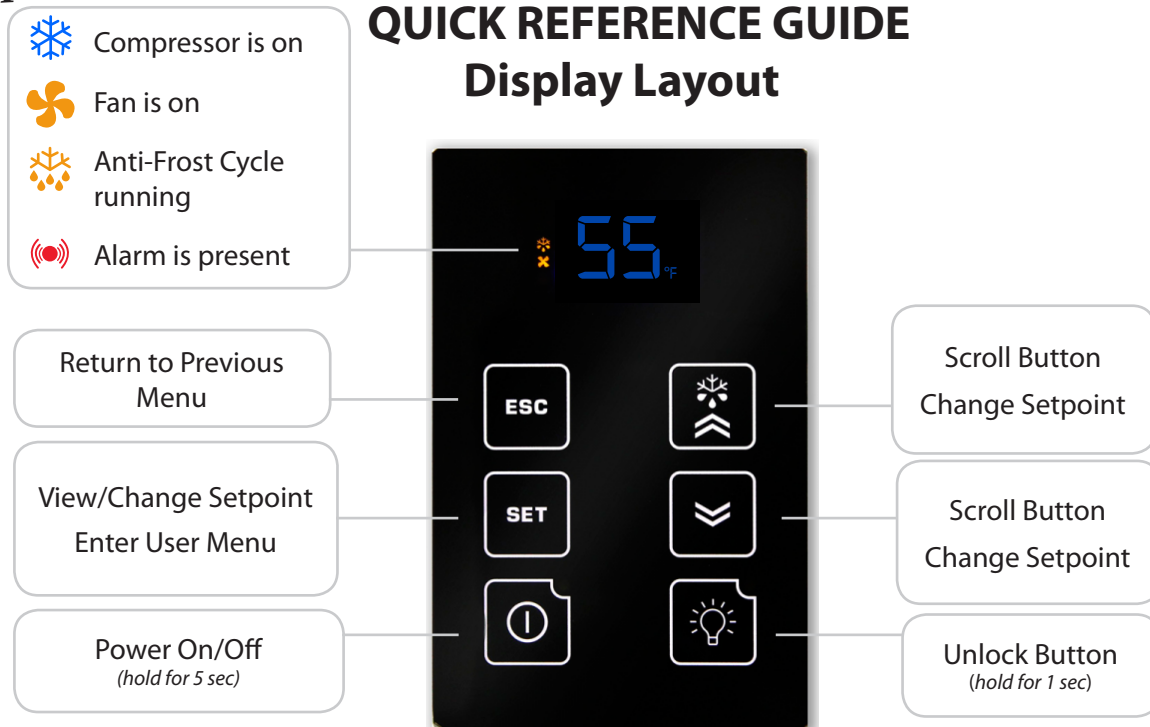 QUICK REFERENCE GUIDE
Display Layout
Compressor is on
Fan is on
Anti-Frost Cycle
running
Alarm is present
55 °F
Return to Previous
Menu
ESC
Scroll Button
Change Setpoint
View/Change Setpoint
Enter User Menu
SET
Scroll Button
Change Setpoint
Power On/Off
(hold for 5 sec)
Unlock Button
(hold for 1 sec)